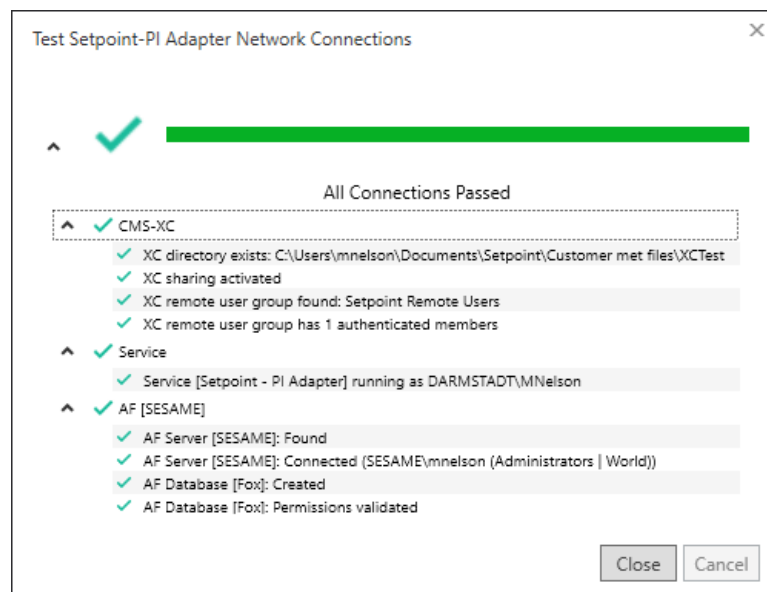 Test Setpoint-PI Adapter Network Connections
All Connections Passed
CMS-XC
XC directory exists: C:\Users\mnelson\Documents\Setpoint\Customer met files\XCTest
XC sharing activated
XC remote user group found: Setpoint Remote Users
XC remote user group has 1 authenticated members
Service
Service [Setpoint - PI Adapter] running as DARMSTADT\MNelson
AF [SESAME]
AF Server [SESAME]: Found
AF Server [SESAME]: Connected (SESAME\mnelson (Administrators | World))
AF Database [Fox]: Created
AF Database [Fox]: Permissions validated
Close Cancel